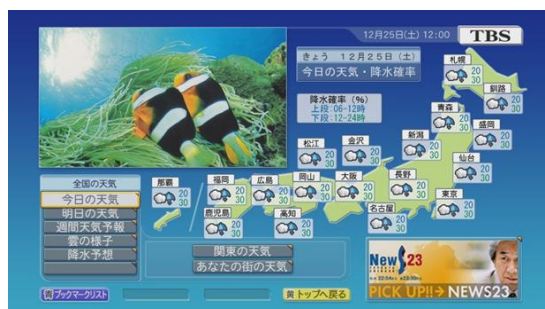 12月25日(土) 12:00
TBS
きょう 12月25日(土)
今日の天気・降水確率
降水確率(%)
上段:06-12時
下段:12-24時
札幌
20
30
釧路
20
30
青森
20
30
盛岡
20
30
新潟
20
30
仙台
20
30
金沢
20
30
松江
20
30
長野
20
30
東京
20
30
名古屋
20
30
大阪
20
30
岡山
20
30
広島
20
30
福岡
20
30
高知
20
30
鹿児島
20
30
那覇
20
30
全国の天気
今日の天気
明日の天気
週間天気予報
雲の様子
降水予想
関東の天気
あなたの街の天気
News23
PICK UP!!→NEWS23
青 ブックマークリスト
黄 トップへ戻る